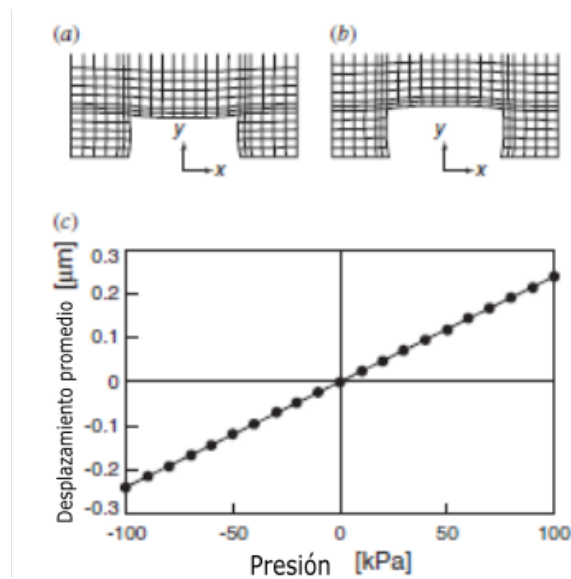 (a) (b)
y y
x x
(c)
Desplazamiento promedio [μm]
0.3
0.2
0.1
0
-0.1
-0.2
-0.3
-100 -50 0 50 100
Presión [kPa]